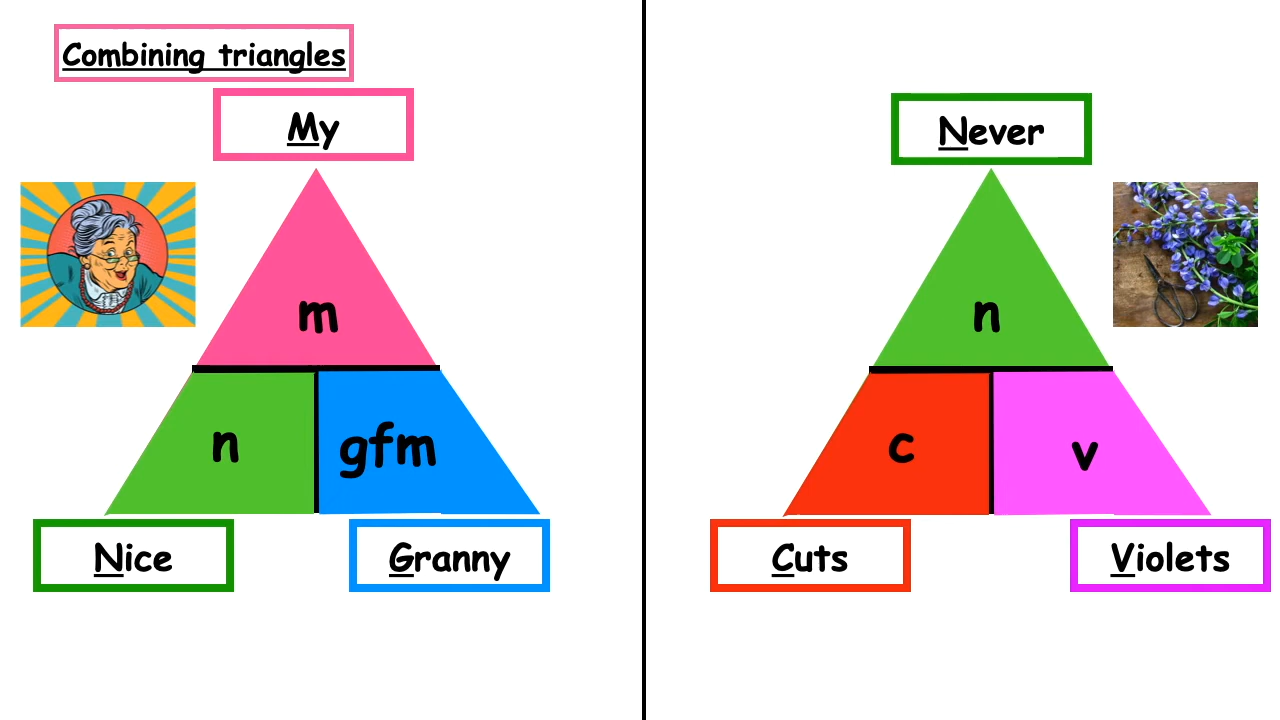 Combining triangles
My
m
n
gfm
Nice
Granny
Never
n
c
v
Cuts
Violets